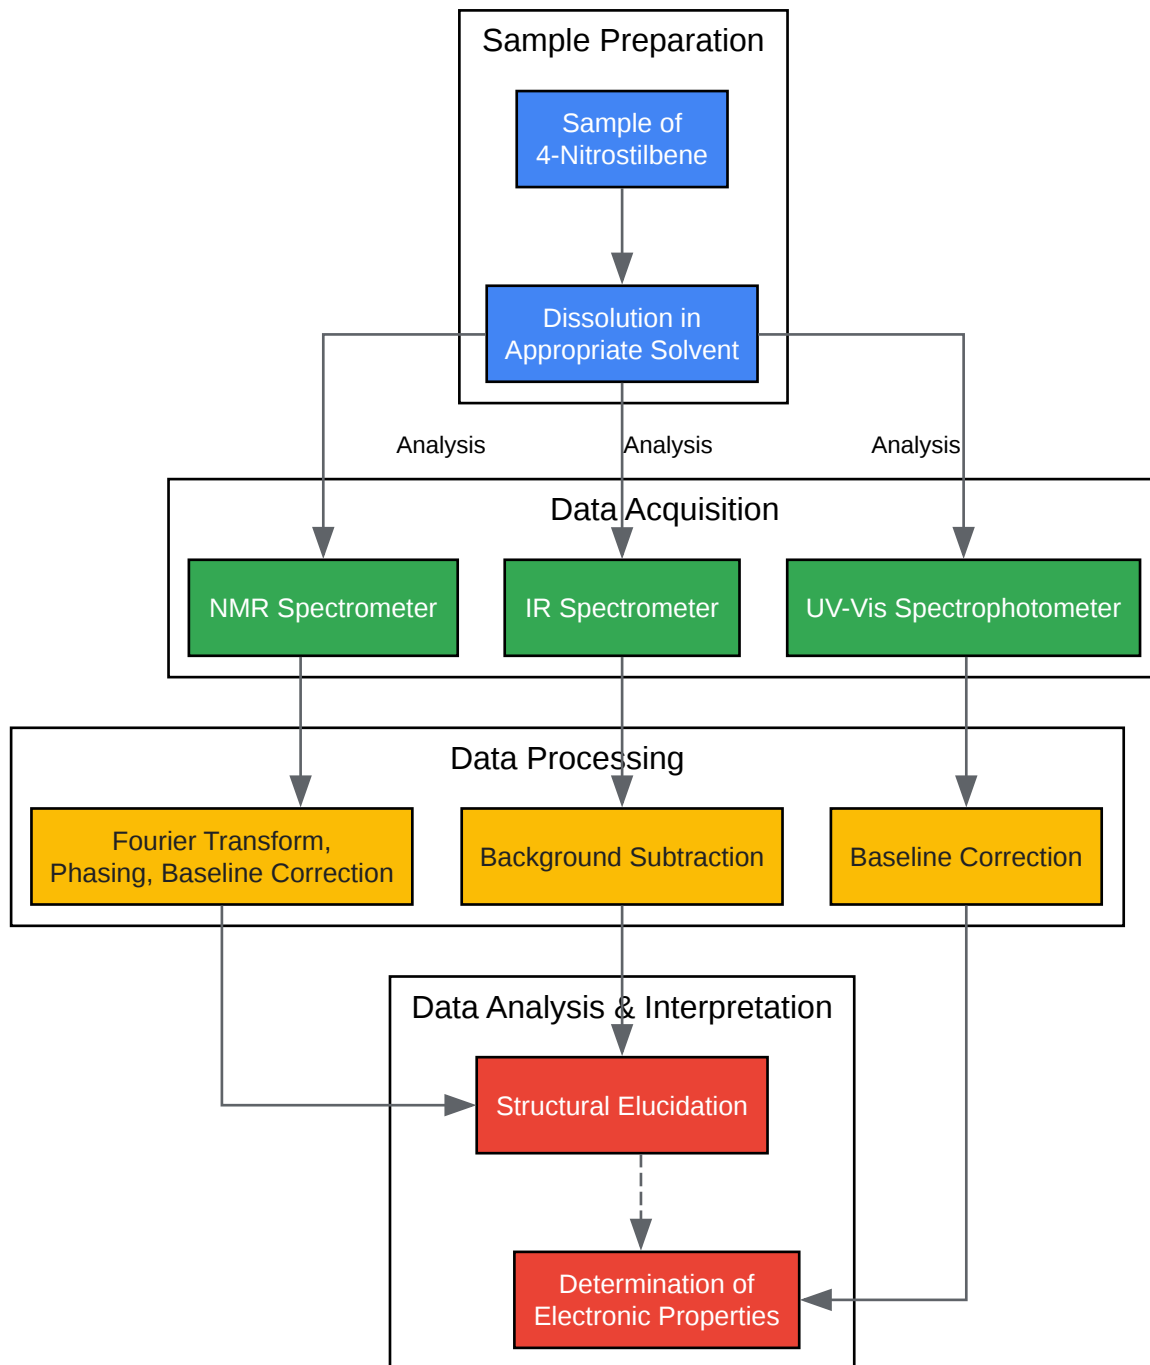 Sample Preparation
Sample of
4-Nitrostilbene
Dissolution in
Appropriate Solvent
Analysis
Analysis
Analysis
Data Acquisition
NMR Spectrometer
IR Spectrometer
UV-Vis Spectrophotometer
Data Processing
Fourier Transform,
Phasing, Baseline Correction
Background Subtraction
Baseline Correction
Data Analysis & Interpretation
Structural Elucidation
Determination of
Electronic Properties